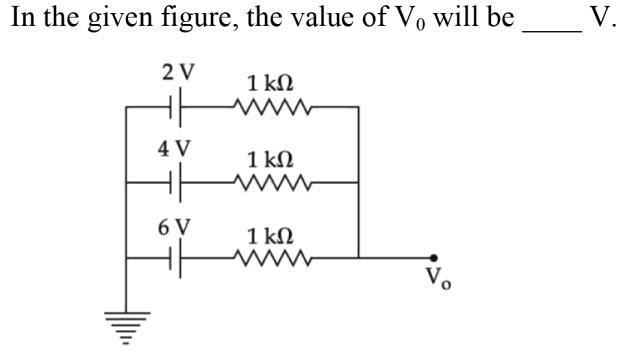 In the given figure, the value of V₀ will be ____ V.
2 V
1 kΩ
4 V
1 kΩ
6 V
1 kΩ
Vₒ